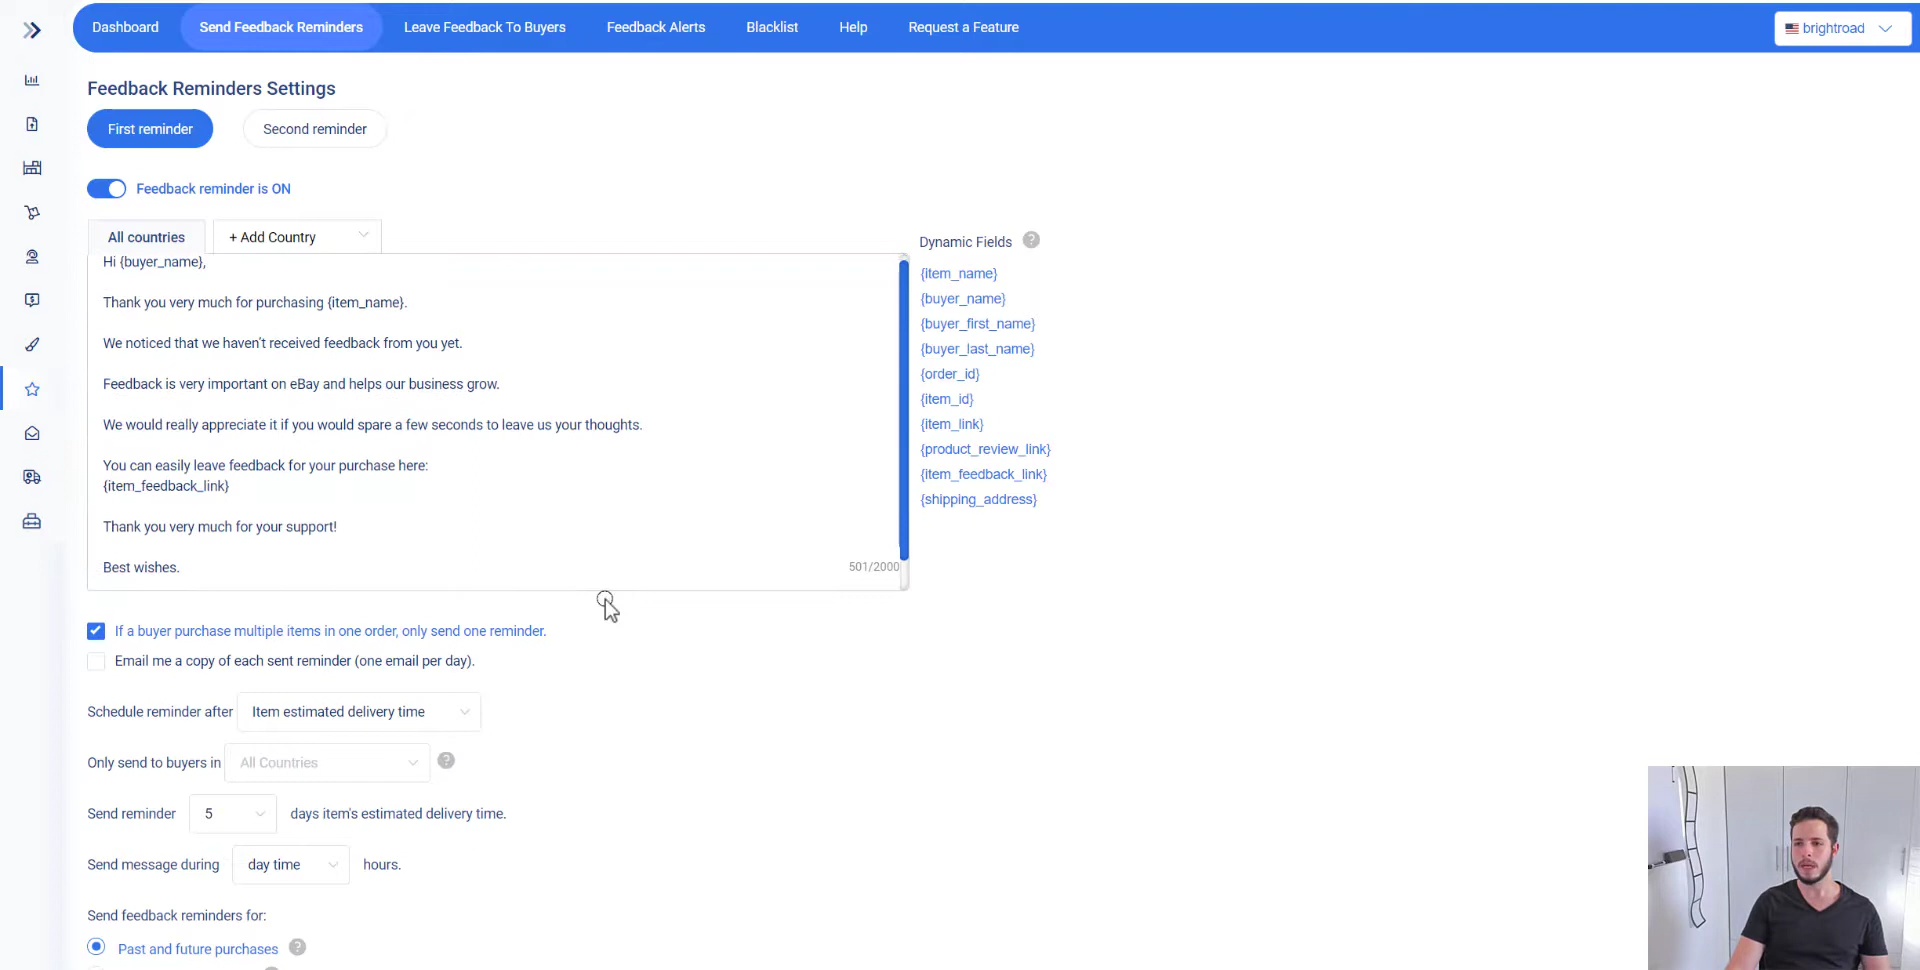 Dashboard
Send Feedback Reminders
Leave Feedback To Buyers
Feedback Alerts
Blacklist
Help
Request a Feature
brightroad
Feedback Reminders Settings
First reminder
Second reminder
Feedback reminder is ON
All countries
+ Add Country
Hi {buyer_name},
Thank you very much for purchasing {item_name}.
We noticed that we haven't received feedback from you yet.
Feedback is very important on eBay and helps our business grow.
We would really appreciate it if you would spare a few seconds to leave us your thoughts.
You can easily leave feedback for your purchase here:
{item_feedback_link}
Thank you very much for your support!
Best wishes.
501/2000
Dynamic Fields ?
{item_name}
{buyer_name}
{buyer_first_name}
{buyer_last_name}
{order_id}
{item_id}
{item_link}
{product_review_link}
{item_feedback_link}
{shipping_address}
If a buyer purchase multiple items in one order, only send one reminder.
Email me a copy of each sent reminder (one email per day).
Schedule reminder after Item estimated delivery time
Only send to buyers in All Countries ?
Send reminder 5 days item's estimated delivery time.
Send message during day time hours.
Send feedback reminders for:
Past and future purchases ?